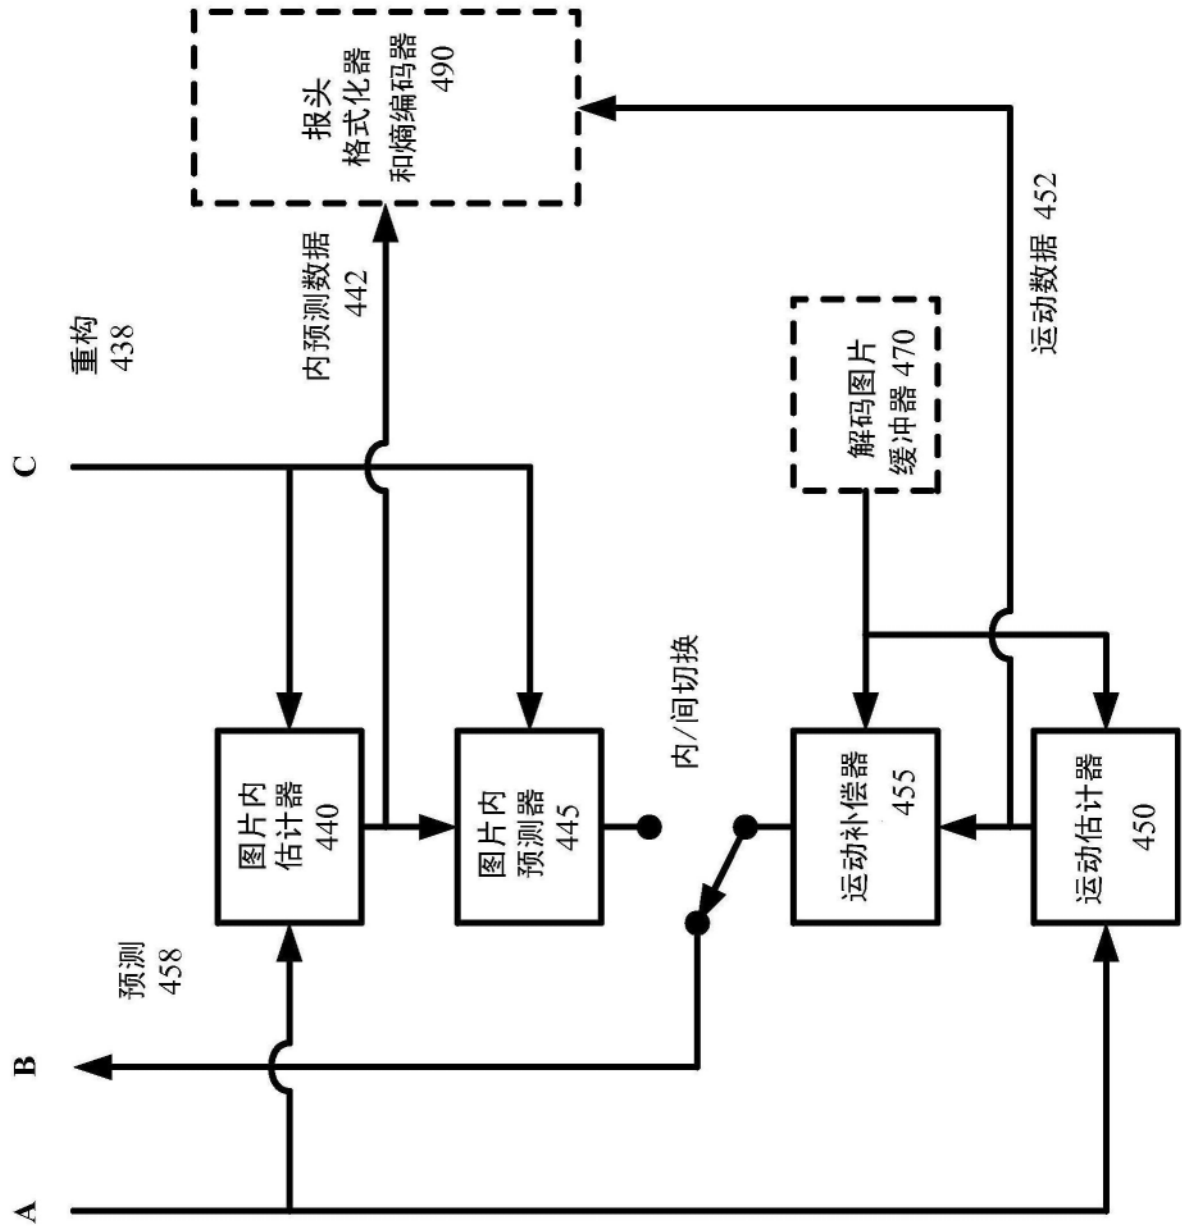 A
B
C
预测
458
重构
438
图片内
估计器
440
内预测数据
442
报头
格式化器
和熵编码器
490
图片内
预测器
445
内/间切换
运动补偿器
455
解码图片
缓冲器 470
运动估计器
450
运动数据 452